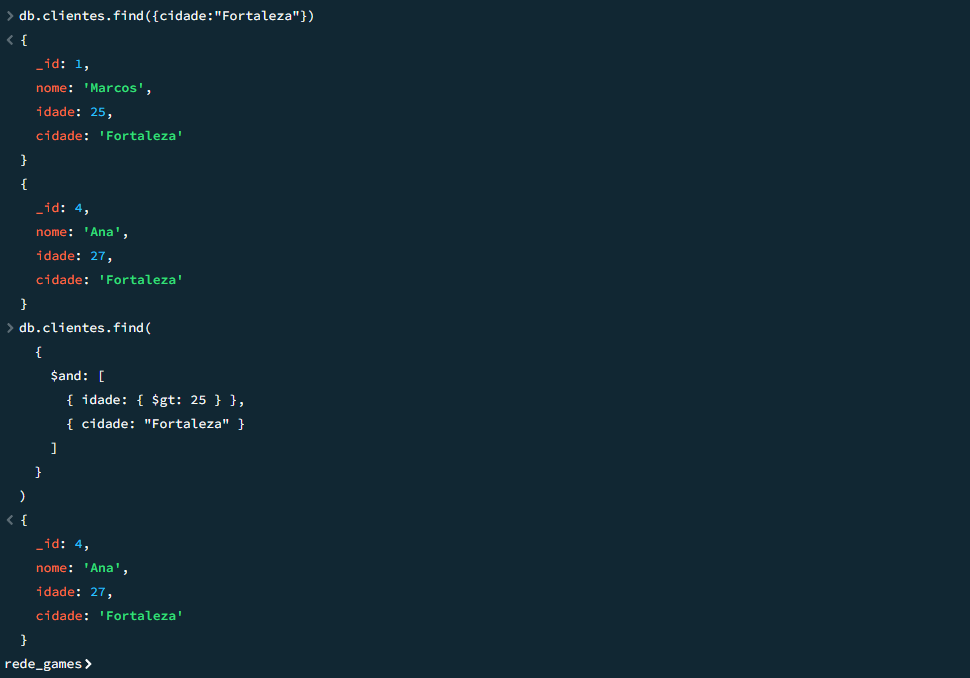 > db.clientes.find({cidade:"Fortaleza"})
< {
_id: 1,
nome: 'Marcos',
idade: 25,
cidade: 'Fortaleza'
}
{
_id: 4,
nome: 'Ana',
idade: 27,
cidade: 'Fortaleza'
}
> db.clientes.find(
{
$and: [
{ idade: { $gt: 25 } },
{ cidade: "Fortaleza" }
]
}
)
< {
_id: 4,
nome: 'Ana',
idade: 27,
cidade: 'Fortaleza'
}
rede_games>